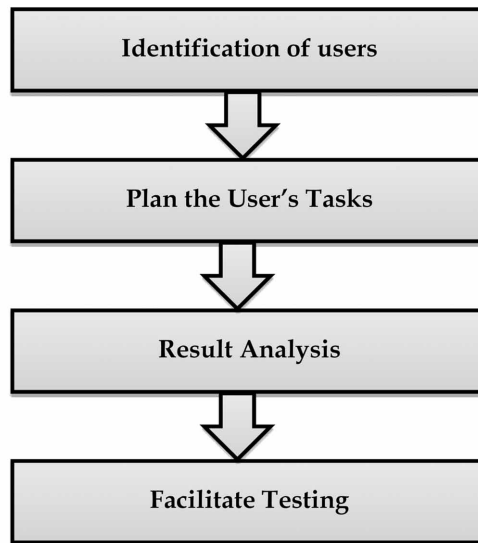 Identification of users
Plan the User’s Tasks
Result Analysis
Facilitate Testing